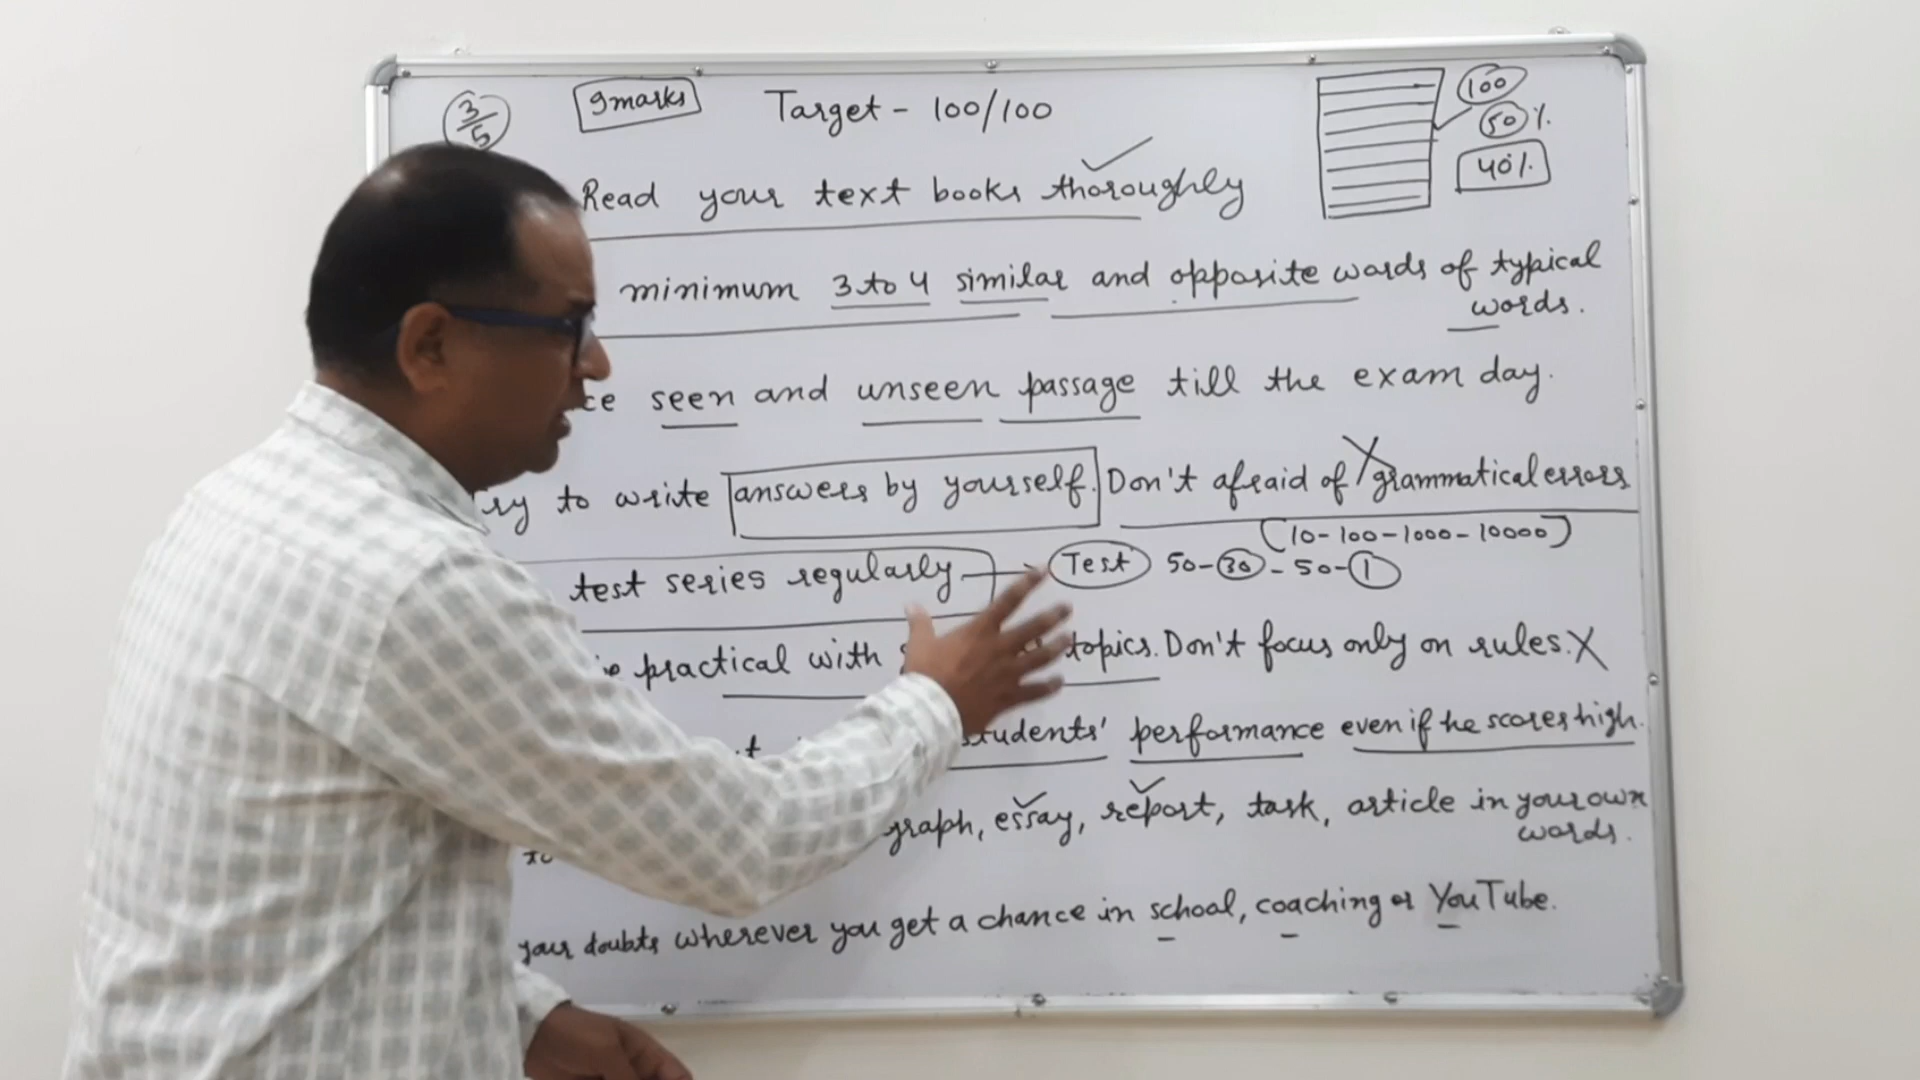 3/5
9marks
Target - 100/100
100
50%
40%
Read your text books thoroughly
minimum 3 to 4 similar and opposite words of typical
words.
seen and unseen passage till the exam day.
to write answers by yourself. Don't afraid of grammatical errors
(10-100-1000-10000)
test series regularly Test 50-30-50-1
practical with topics. Don't focus only on rules. X
students' performance even if he scores high.
graph, essay, report, task, article in your own
words.
your doubts wherever you get a chance in school, coaching or YouTube.